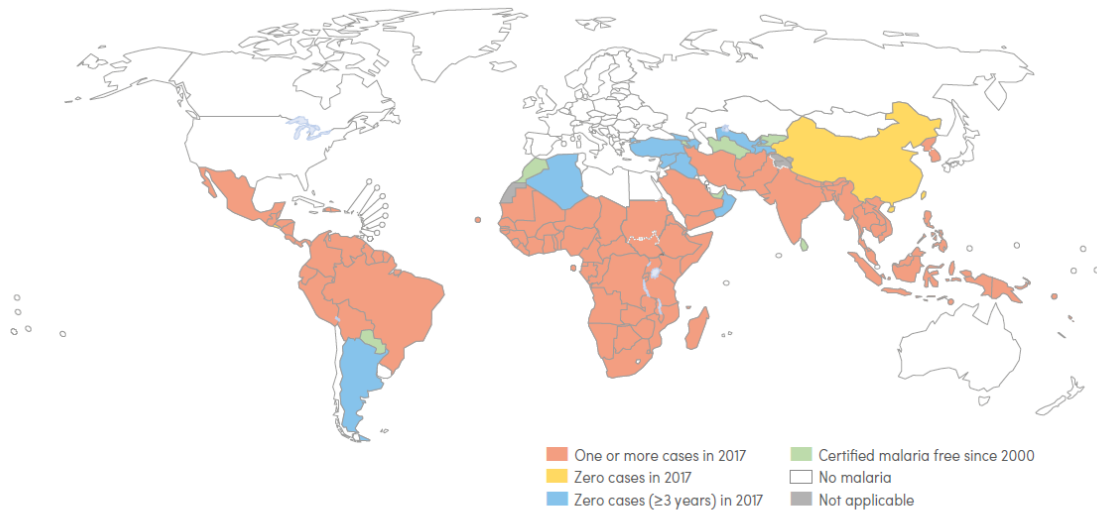 One or more cases in 2017
Zero cases in 2017
Zero cases (≥3 years) in 2017
Certified malaria free since 2000
No malaria
Not applicable